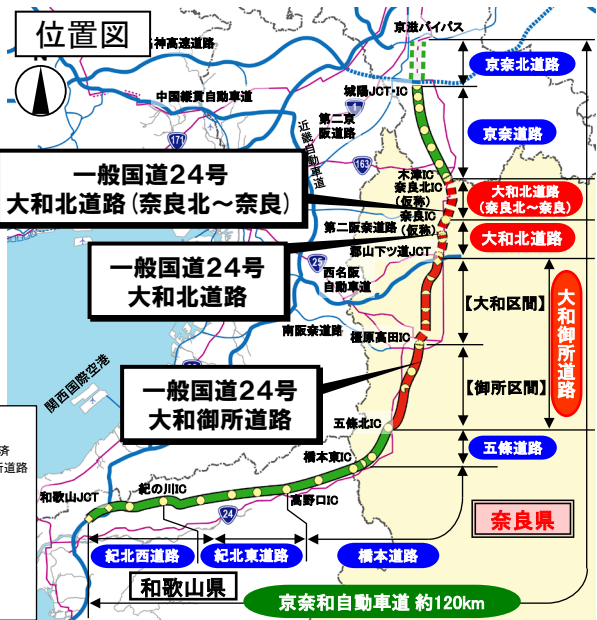 位置図
N
京滋バイパス
名神高速道路
京奈北道路
中国縦貫自動車道
城陽JCT・IC
1
第二京
阪道路
近畿自動車道
171
京奈道路
163
一般国道24号
大和北道路(奈良北～奈良)
木津IC
奈良北IC
(仮称)
奈良IC
(仮称)
大和北道路
(奈良北～奈良)
第二阪奈道路
大和北道路
郡山下ツ道JCT
一般国道24号
大和北道路
25
西名阪
自動車道
【大和区間】
大和御所道路
南阪奈道路
橿原高田IC
関西国際空港
一般国道24号
大和御所道路
【御所区間】
五條北IC
五條道路
橋本東IC
済
所道路
和歌山JCT
紀の川IC
高野口IC
24
奈良県
紀北西道路
紀北東道路
橋本道路
和歌山県
京奈和自動車道 約120km